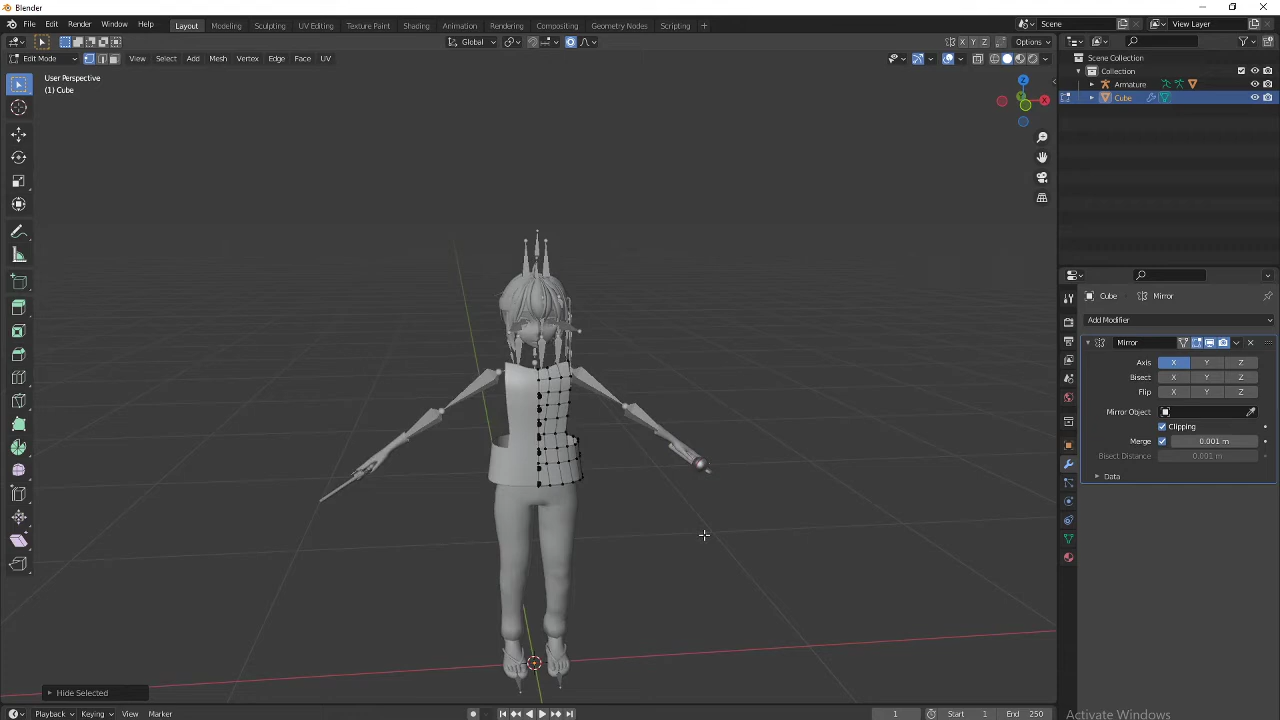 Blender
File Edit Render Window Help Layout Modeling Sculpting UV Editing Texture Paint Shading Animation Rendering Compositing Geometry Nodes Scripting + Scene View Layer
Global X Y Z Options
Edit Mode View Select Add Mesh Vertex Edge Face UV
User Perspective
(1) Cube
Z
X
Y
Scene Collection
Collection
Armature
Cube
Cube Mirror
Add Modifier
Mirror
Axis X Y Z
Bisect X Y Z
Flip X Y Z
Mirror Object
Clipping
Merge 0.001 m
Bisect Distance 0.001 m
Data
Hide Selected
Activate Windows
Playback Keying View Marker 1 Start 1 End 250